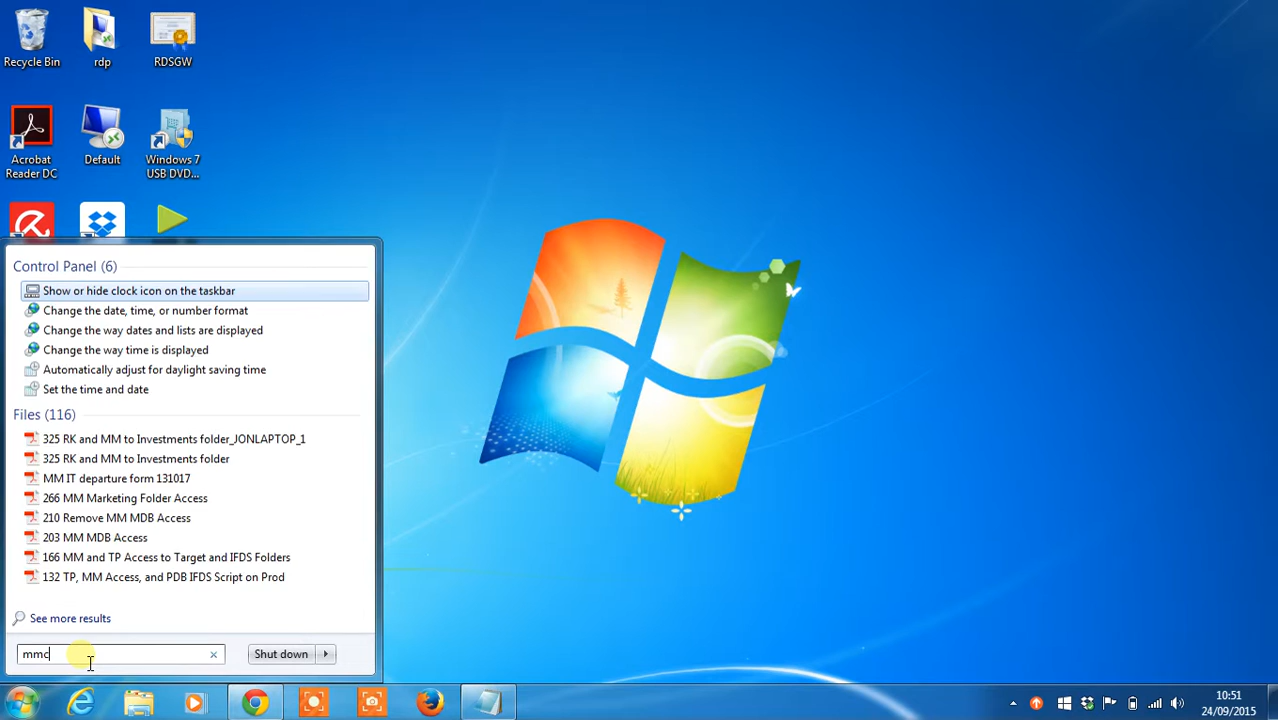 Recycle Bin
rdp
RDSGW
Acrobat
Reader DC
Default
Windows 7
USB DVD...
Control Panel (6)
Show or hide clock icon on the taskbar
Change the date, time, or number format
Change the way dates and lists are displayed
Change the way time is displayed
Automatically adjust for daylight saving time
Set the time and date
Files (116)
325 RK and MM to Investments folder_JONLAPTOP_1
325 RK and MM to Investments folder
MM IT departure form 131017
266 MM Marketing Folder Access
210 Remove MM MDB Access
203 MM MDB Access
166 MM and TP Access to Target and IFDS Folders
132 TP, MM Access, and PDB IFDS Script on Prod
See more results
mmc
Shut down
10:51
24/09/2015